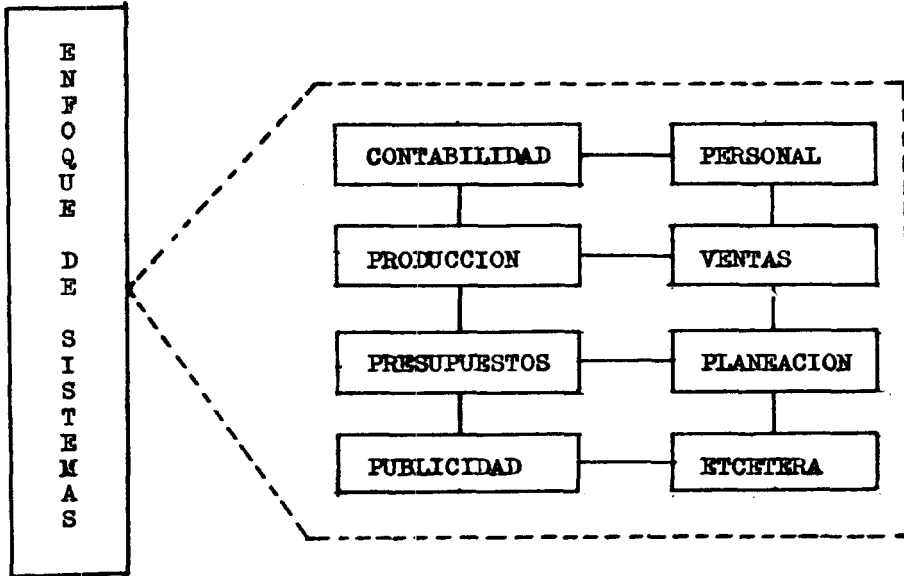 ENFOQUE DE SISTEMAS
CONTABILIDAD
PERSONAL
PRODUCCION
VENTAS
PRESUPUESTOS
PLANEACION
PUBLICIDAD
ETCETERA